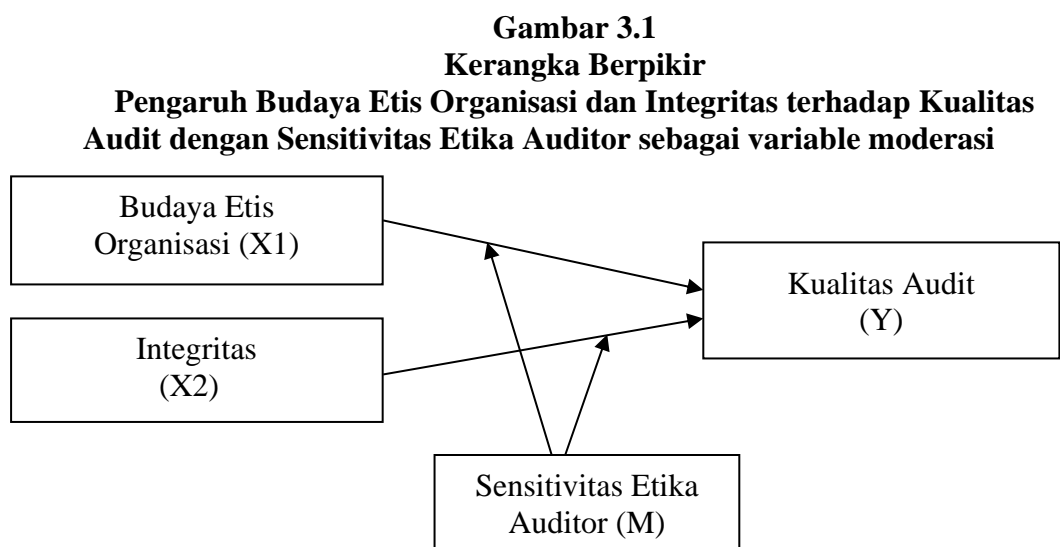 Gambar 3.1
Kerangka Berpikir
Pengaruh Budaya Etis Organisasi dan Integritas terhadap Kualitas
Audit dengan Sensitivitas Etika Auditor sebagai variable moderasi
Budaya Etis
Organisasi (X1)
Kualitas Audit
(Y)
Integritas
(X2)
Sensitivitas Etika
Auditor (M)